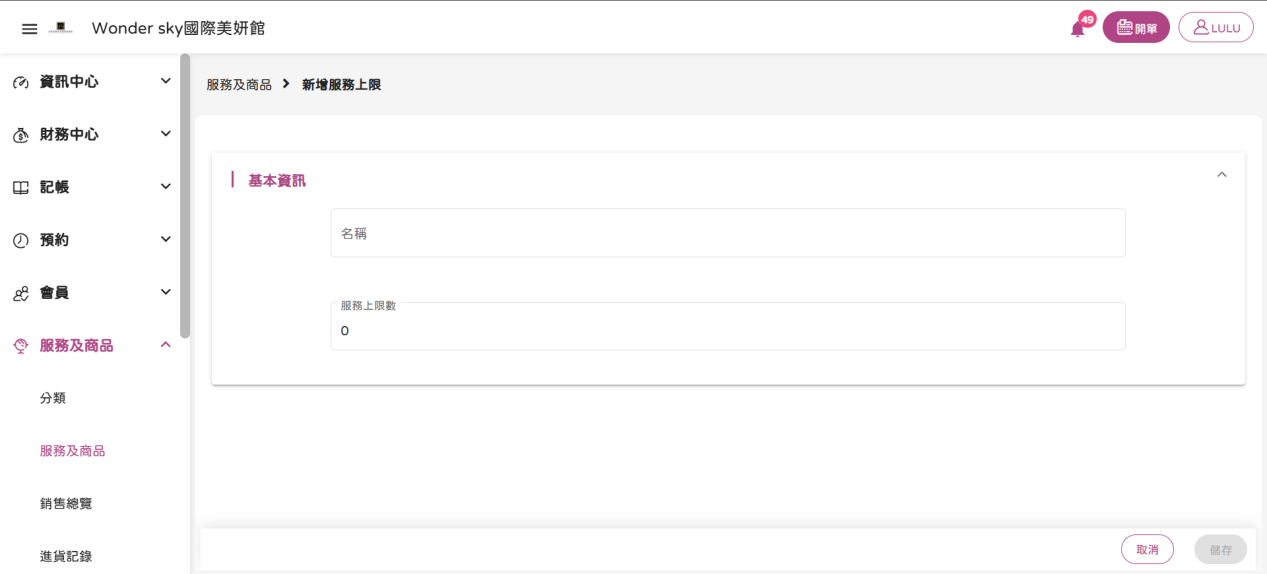 Wonder sky國際美妍館
49
開單
LULU
資訊中心
財務中心
記帳
預約
會員
服務及商品
分類
服務及商品
銷售總覽
進貨記錄
服務及商品 > 新增服務上限
基本資訊
名稱
服務上限數
0
取消
儲存